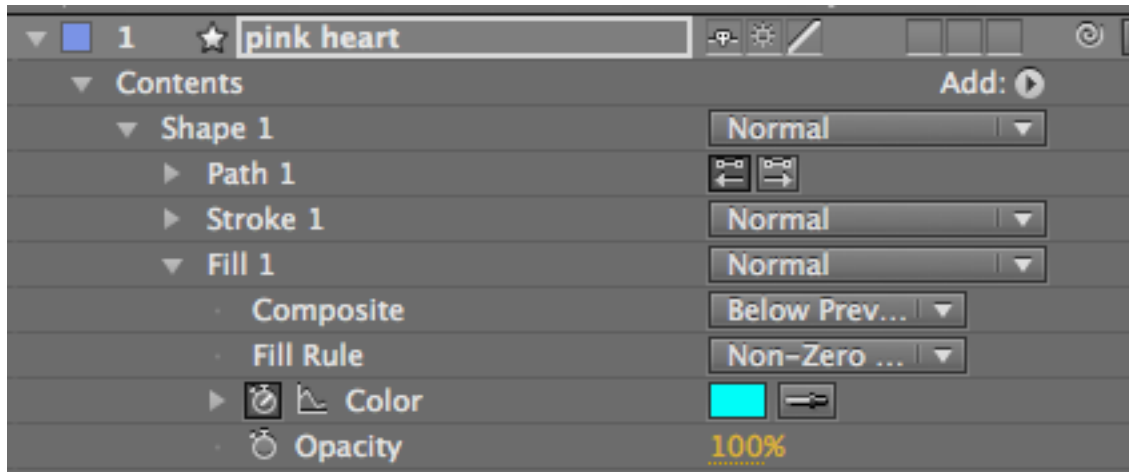 1 pink heart
Contents Add:
Shape 1 Normal
Path 1
Stroke 1 Normal
Fill 1 Normal
Composite Below Prev...
Fill Rule Non-Zero ...
Color
Opacity 100%